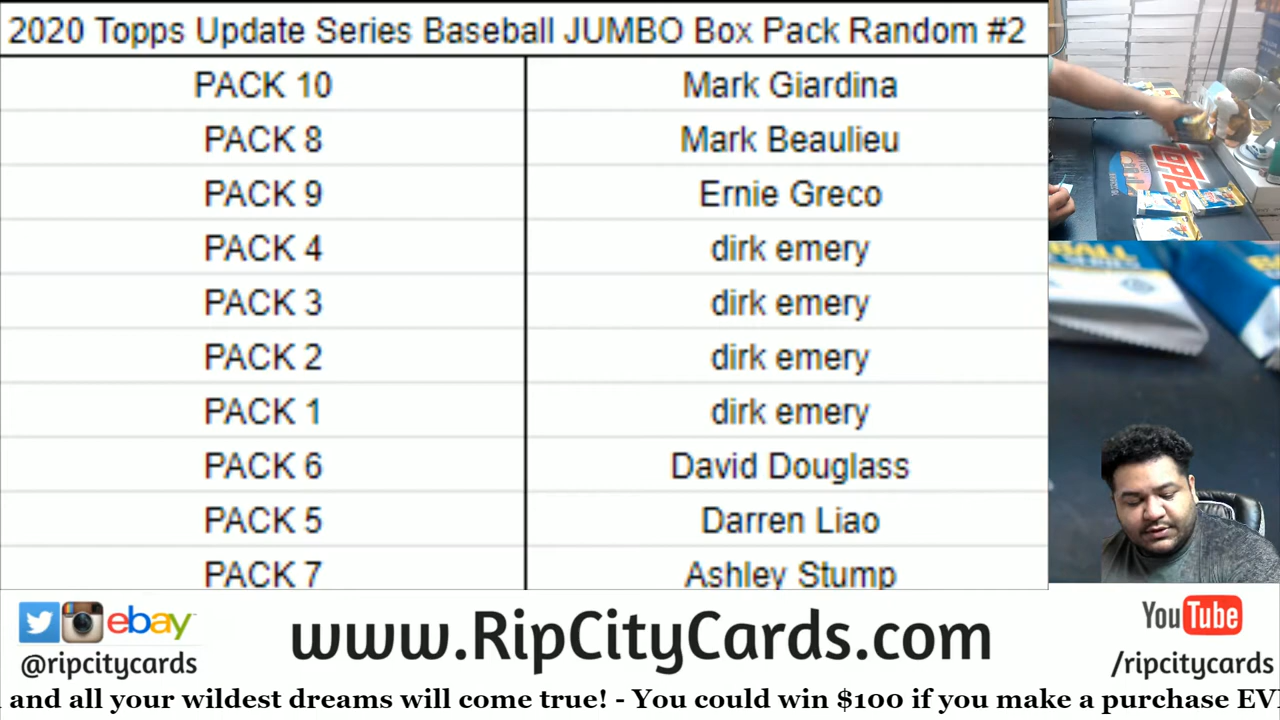 2020 Topps Update Series Baseball JUMBO Box Pack Random #2
PACK 10 Mark Giardina
PACK 8 Mark Beaulieu
PACK 9 Ernie Greco
PACK 4 dirk emery
PACK 3 dirk emery
PACK 2 dirk emery
PACK 1 dirk emery
PACK 6 David Douglass
PACK 5 Darren Liao
PACK 7 Ashley Stump
topps
BALL
SERIES
ebay
@ripcitycards
www.RipCityCards.com
YouTube
/ripcitycards
and all your wildest dreams will come true! - You could win $100 if you make a purchase